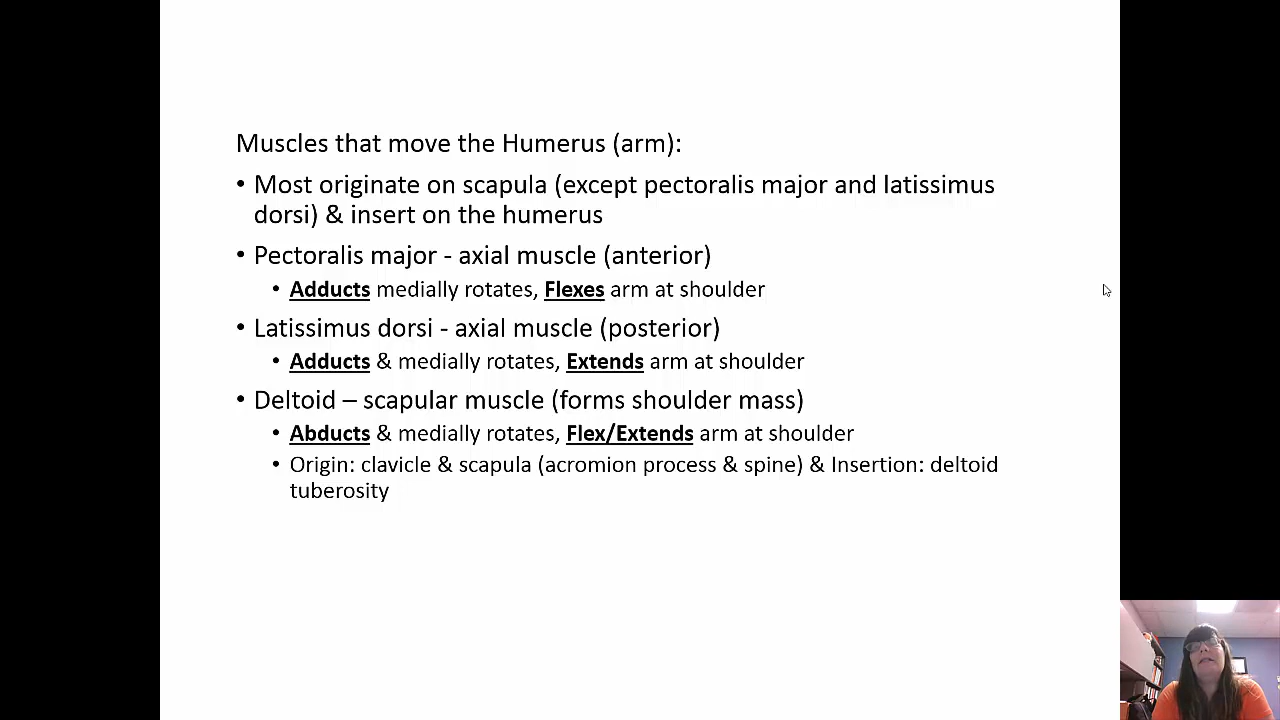 Muscles that move the Humerus (arm):
• Most originate on scapula (except pectoralis major and latissimus
dorsi) & insert on the humerus
• Pectoralis major - axial muscle (anterior)
• Adducts medially rotates, Flexes arm at shoulder
• Latissimus dorsi - axial muscle (posterior)
• Adducts & medially rotates, Extends arm at shoulder
• Deltoid – scapular muscle (forms shoulder mass)
• Abducts & medially rotates, Flex/Extends arm at shoulder
• Origin: clavicle & scapula (acromion process & spine) & Insertion: deltoid
tuberosity